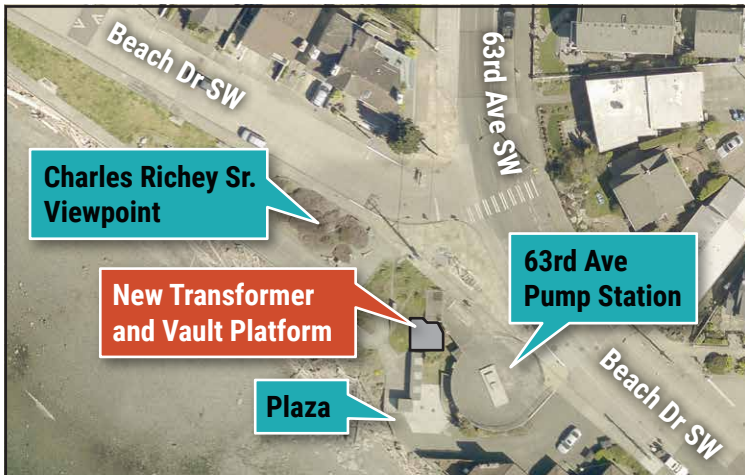 Beach Dr SW
63rd Ave SW
Charles Richey Sr.
Viewpoint
New Transformer
and Vault Platform
63rd Ave
Pump Station
Plaza
Beach Dr SW